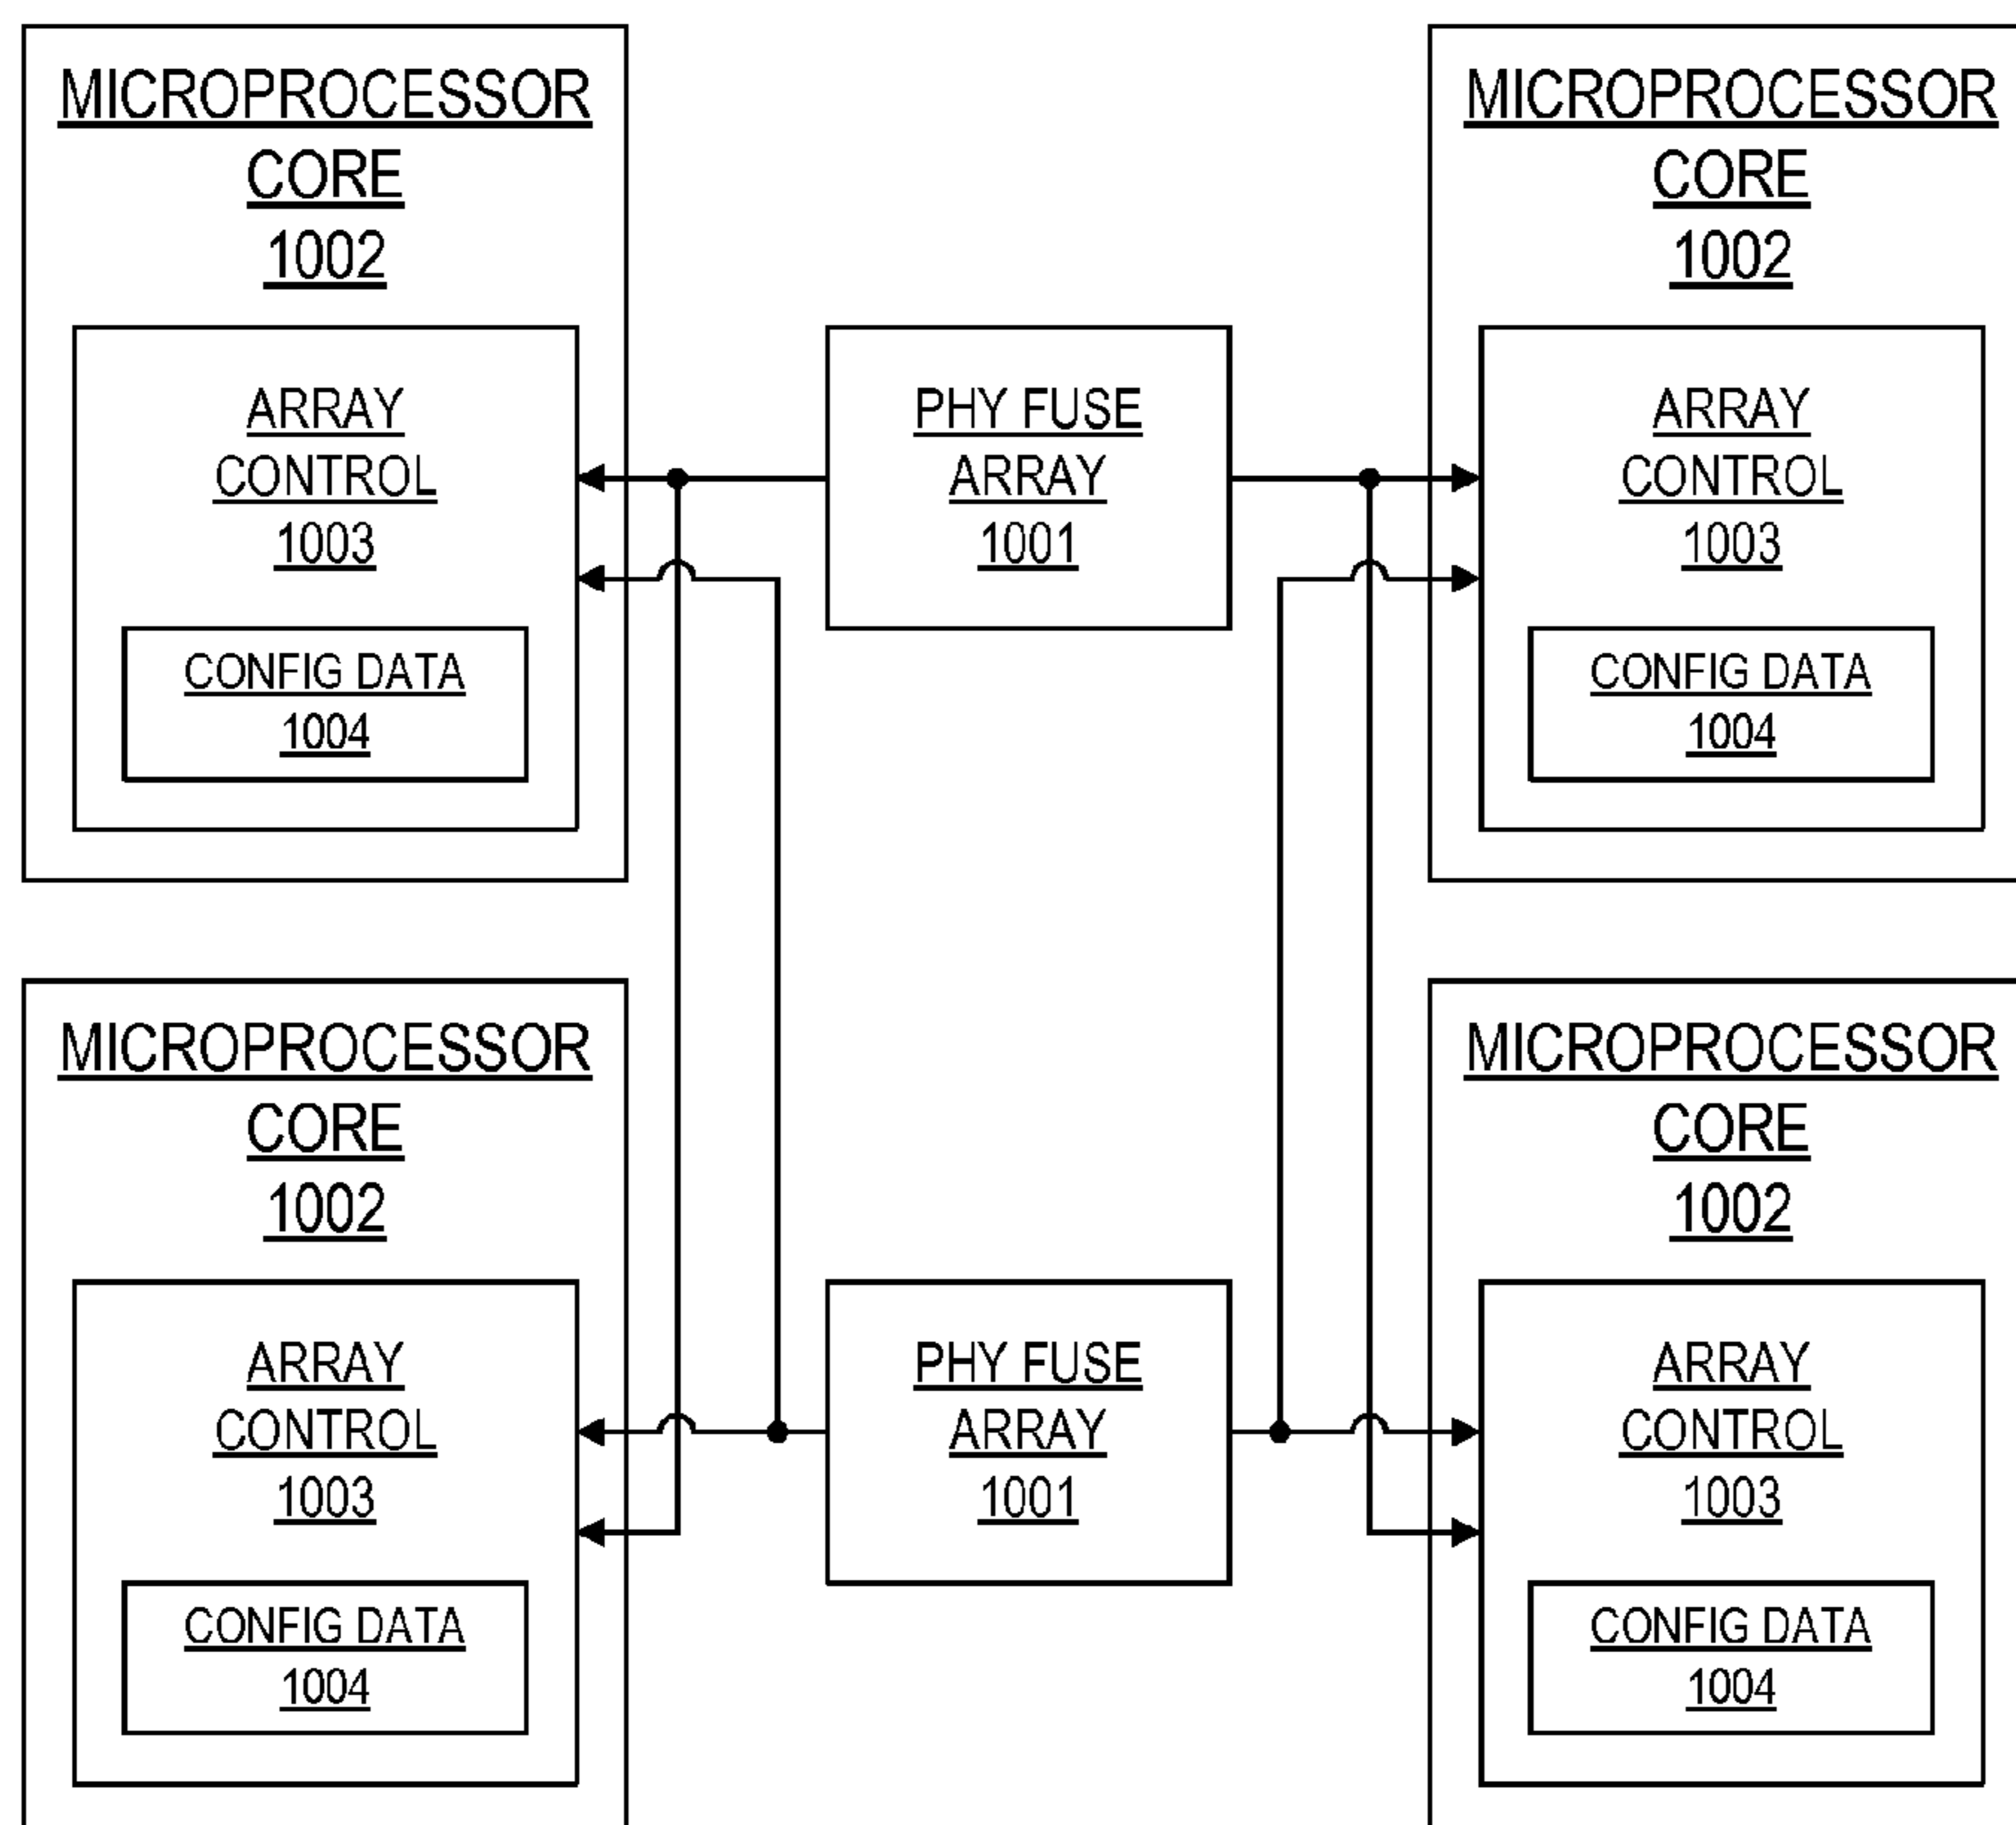 MICROPROCESSOR
CORE
1002
ARRAY
CONTROL
1003
CONFIG DATA
1004
PHY FUSE
ARRAY
1001
MICROPROCESSOR
CORE
1002
ARRAY
CONTROL
1003
CONFIG DATA
1004
MICROPROCESSOR
CORE
1002
ARRAY
CONTROL
1003
CONFIG DATA
1004
PHY FUSE
ARRAY
1001
MICROPROCESSOR
CORE
1002
ARRAY
CONTROL
1003
CONFIG DATA
1004